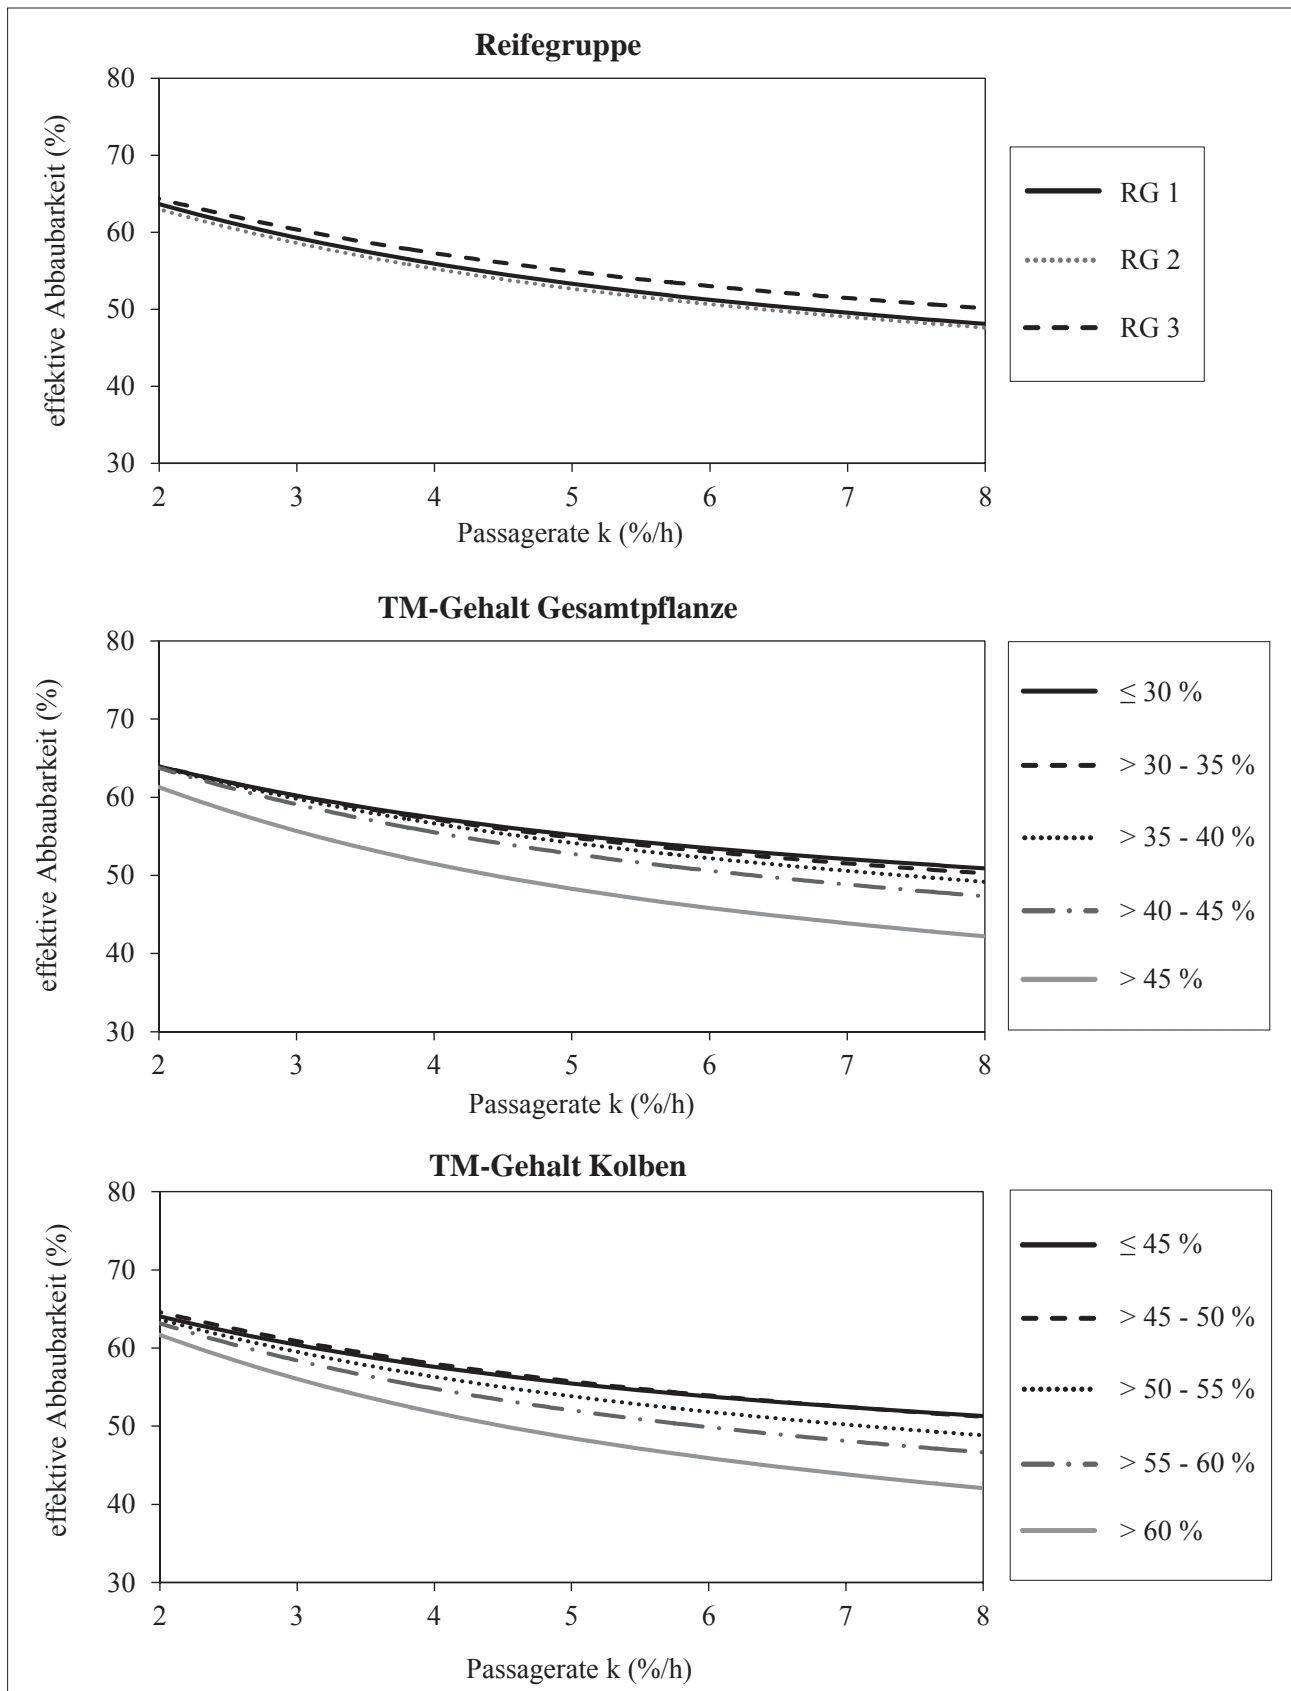 Reifegruppe
effektive Abbaubarkeit (%)
80
70
60
50
40
30
2 3 4 5 6 7 8
Passagerate k (%/h)
RG 1
RG 2
RG 3
TM-Gehalt Gesamtpflanze
effektive Abbaubarkeit (%)
80
70
60
50
40
30
2 3 4 5 6 7 8
Passagerate k (%/h)
≤ 30 %
> 30 - 35 %
> 35 - 40 %
> 40 - 45 %
> 45 %
TM-Gehalt Kolben
effektive Abbaubarkeit (%)
80
70
60
50
40
30
2 3 4 5 6 7 8
Passagerate k (%/h)
≤ 45 %
> 45 - 50 %
> 50 - 55 %
> 55 - 60 %
> 60 %